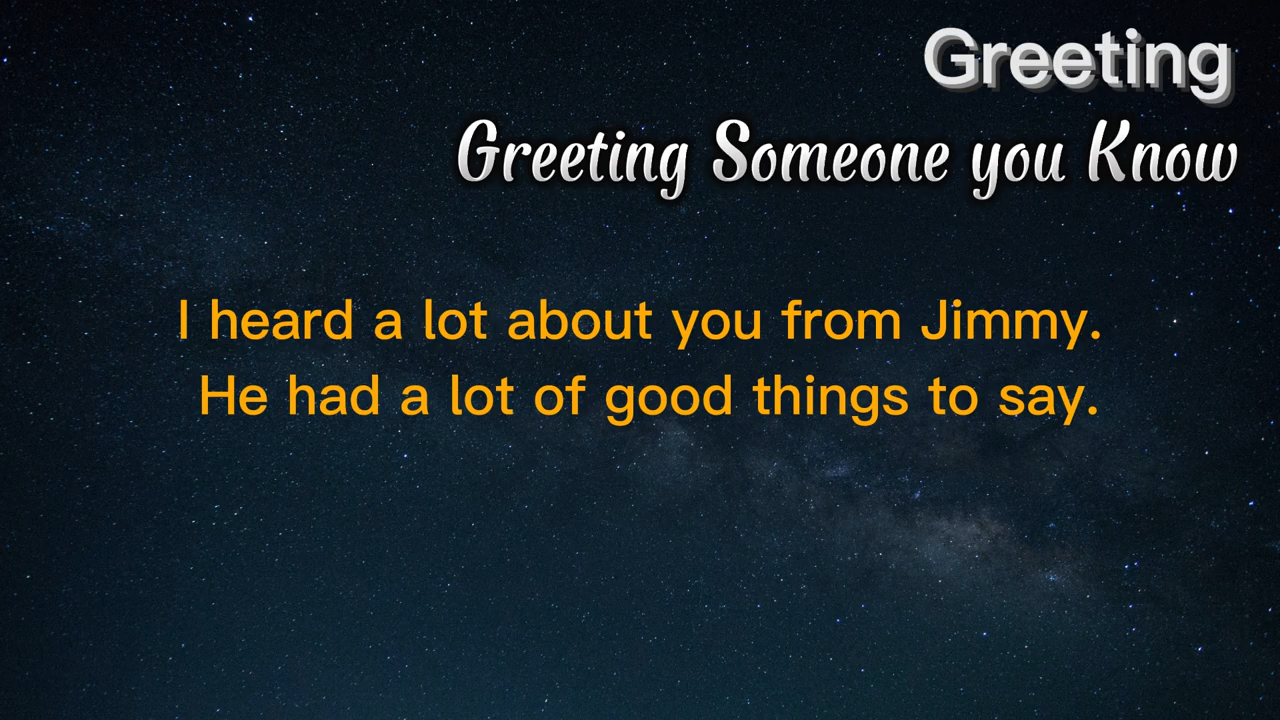 Greeting
Greeting Someone you Know
I heard a lot about you from Jimmy.
He had a lot of good things to say.